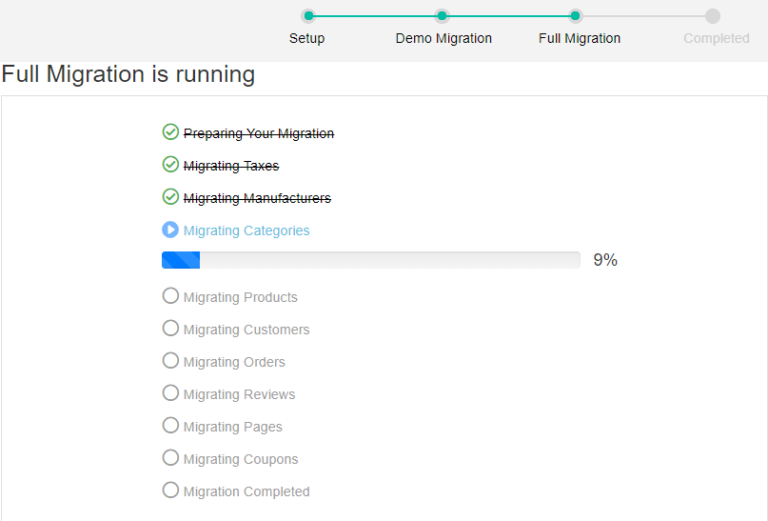 Setup Demo Migration Full Migration Completed
Full Migration is running
Preparing Your Migration
Migrating Taxes
Migrating Manufacturers
Migrating Categories
9%
Migrating Products
Migrating Customers
Migrating Orders
Migrating Reviews
Migrating Pages
Migrating Coupons
Migration Completed